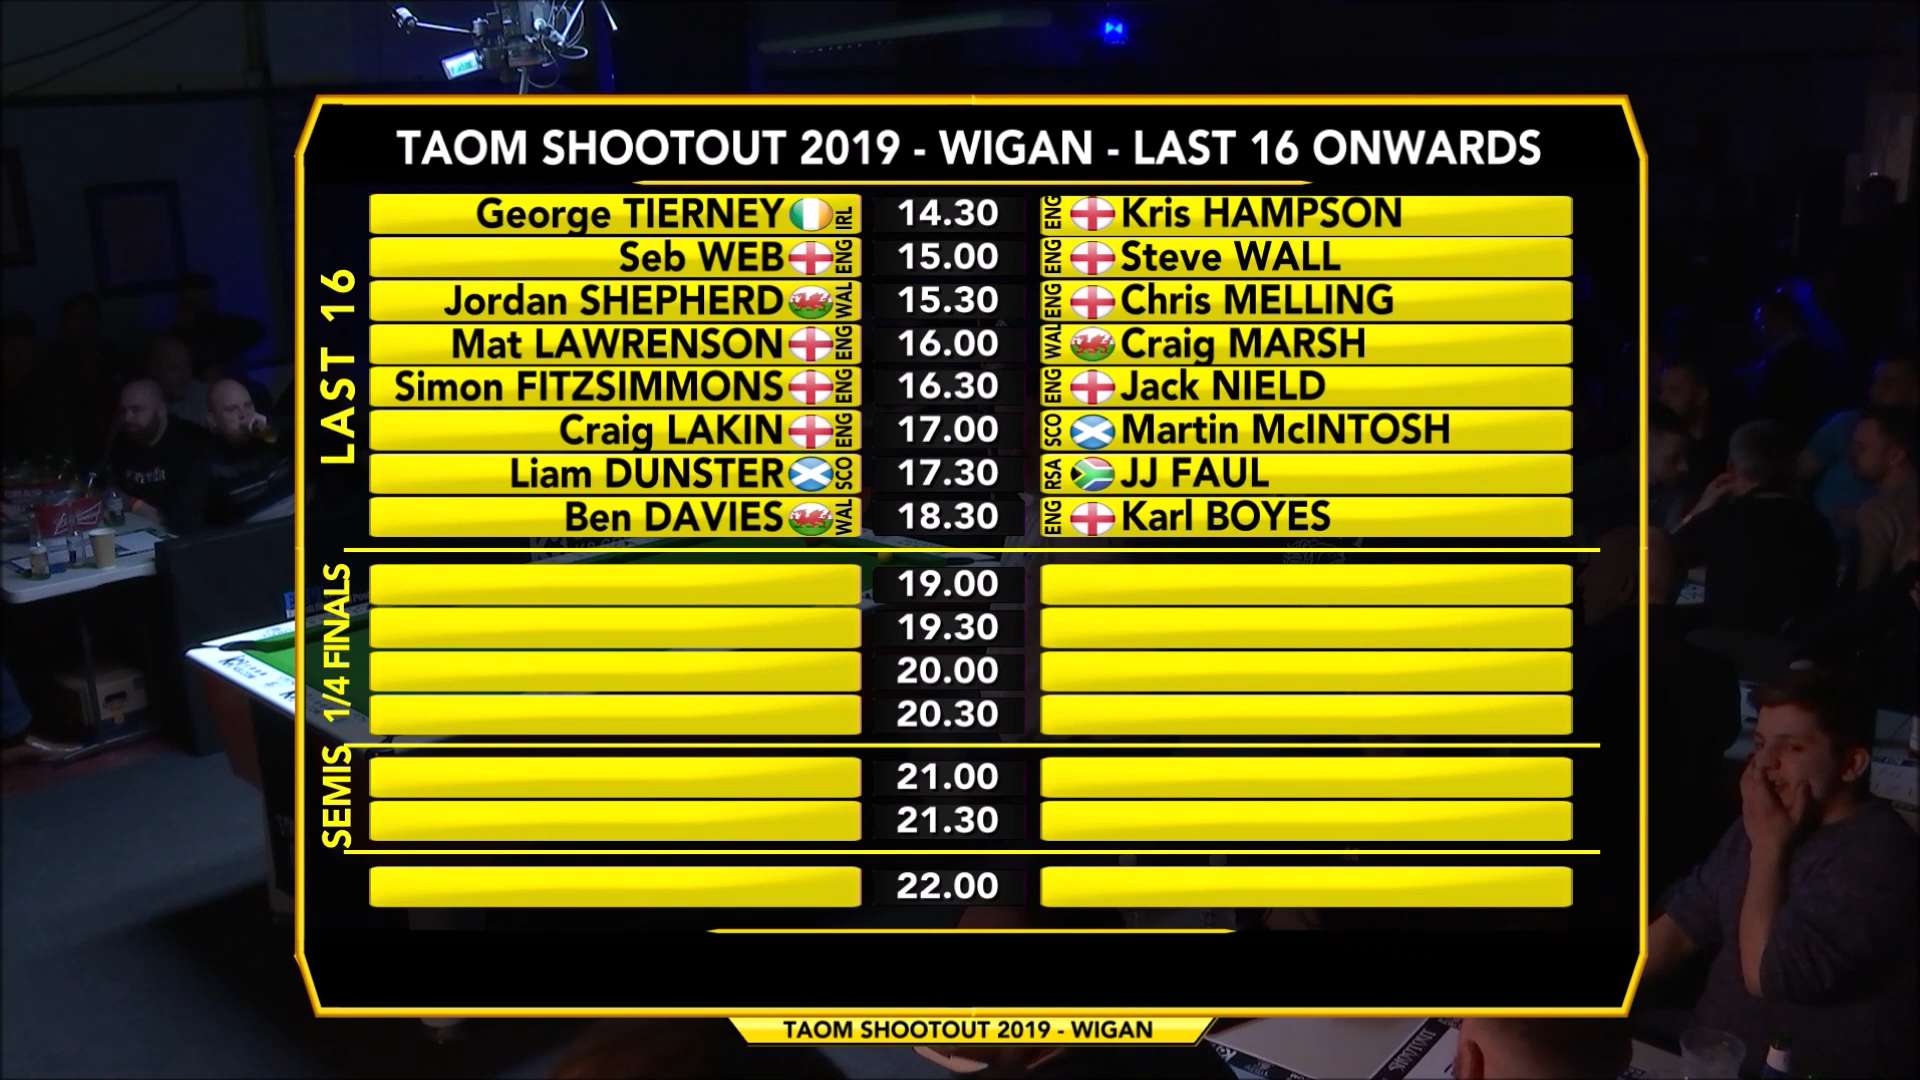 TAOM SHOOTOUT 2019 - WIGAN - LAST 16 ONWARDS
LAST 16
George TIERNEY IRL 14.30 ENG Kris HAMPSON
Seb WEB ENG 15.00 ENG Steve WALL
Jordan SHEPHERD WAL 15.30 ENG Chris MELLING
Mat LAWRENSON ENG 16.00 WAL Craig MARSH
Simon FITZSIMMONS ENG 16.30 ENG Jack NIELD
Craig LAKIN ENG 17.00 SCO Martin McINTOSH
Liam DUNSTER SCO 17.30 RSA JJ FAUL
Ben DAVIES WAL 18.30 ENG Karl BOYES
1/4 FINALS
19.00
19.30
20.00
20.30
SEMIS
21.00
21.30
22.00
TAOM SHOOTOUT 2019 - WIGAN